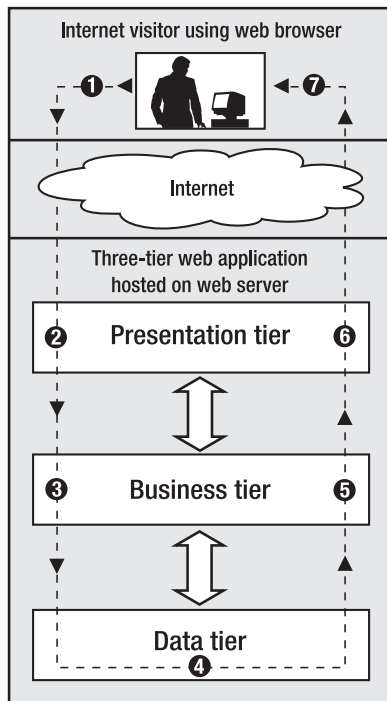 Internet visitor using web browser
1
7
Internet
Three-tier web application
hosted on web server
2
Presentation tier
6
3
Business tier
5
Data tier
4